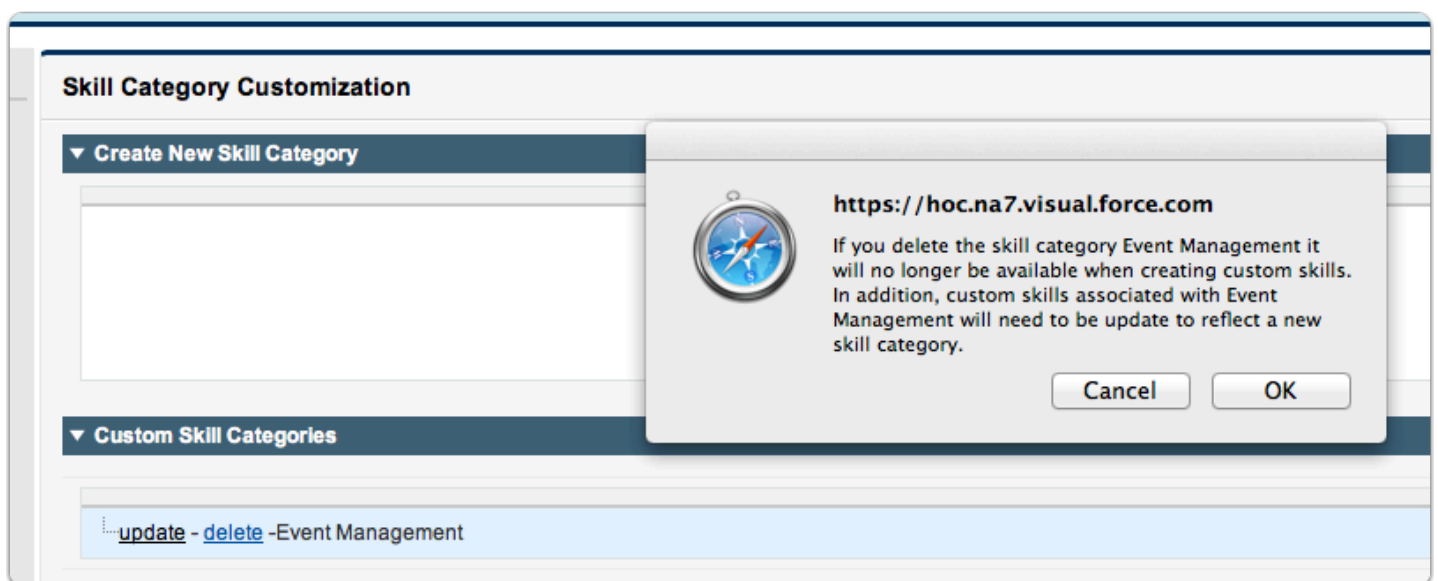 Skill Category Customization
▼ Create New Skill Category
https://hoc.na7.visual.force.com
If you delete the skill category Event Management it
will no longer be available when creating custom skills.
In addition, custom skills associated with Event
Management will need to be update to reflect a new
skill category.
Cancel OK
▼ Custom Skill Categories
update - delete -Event Management